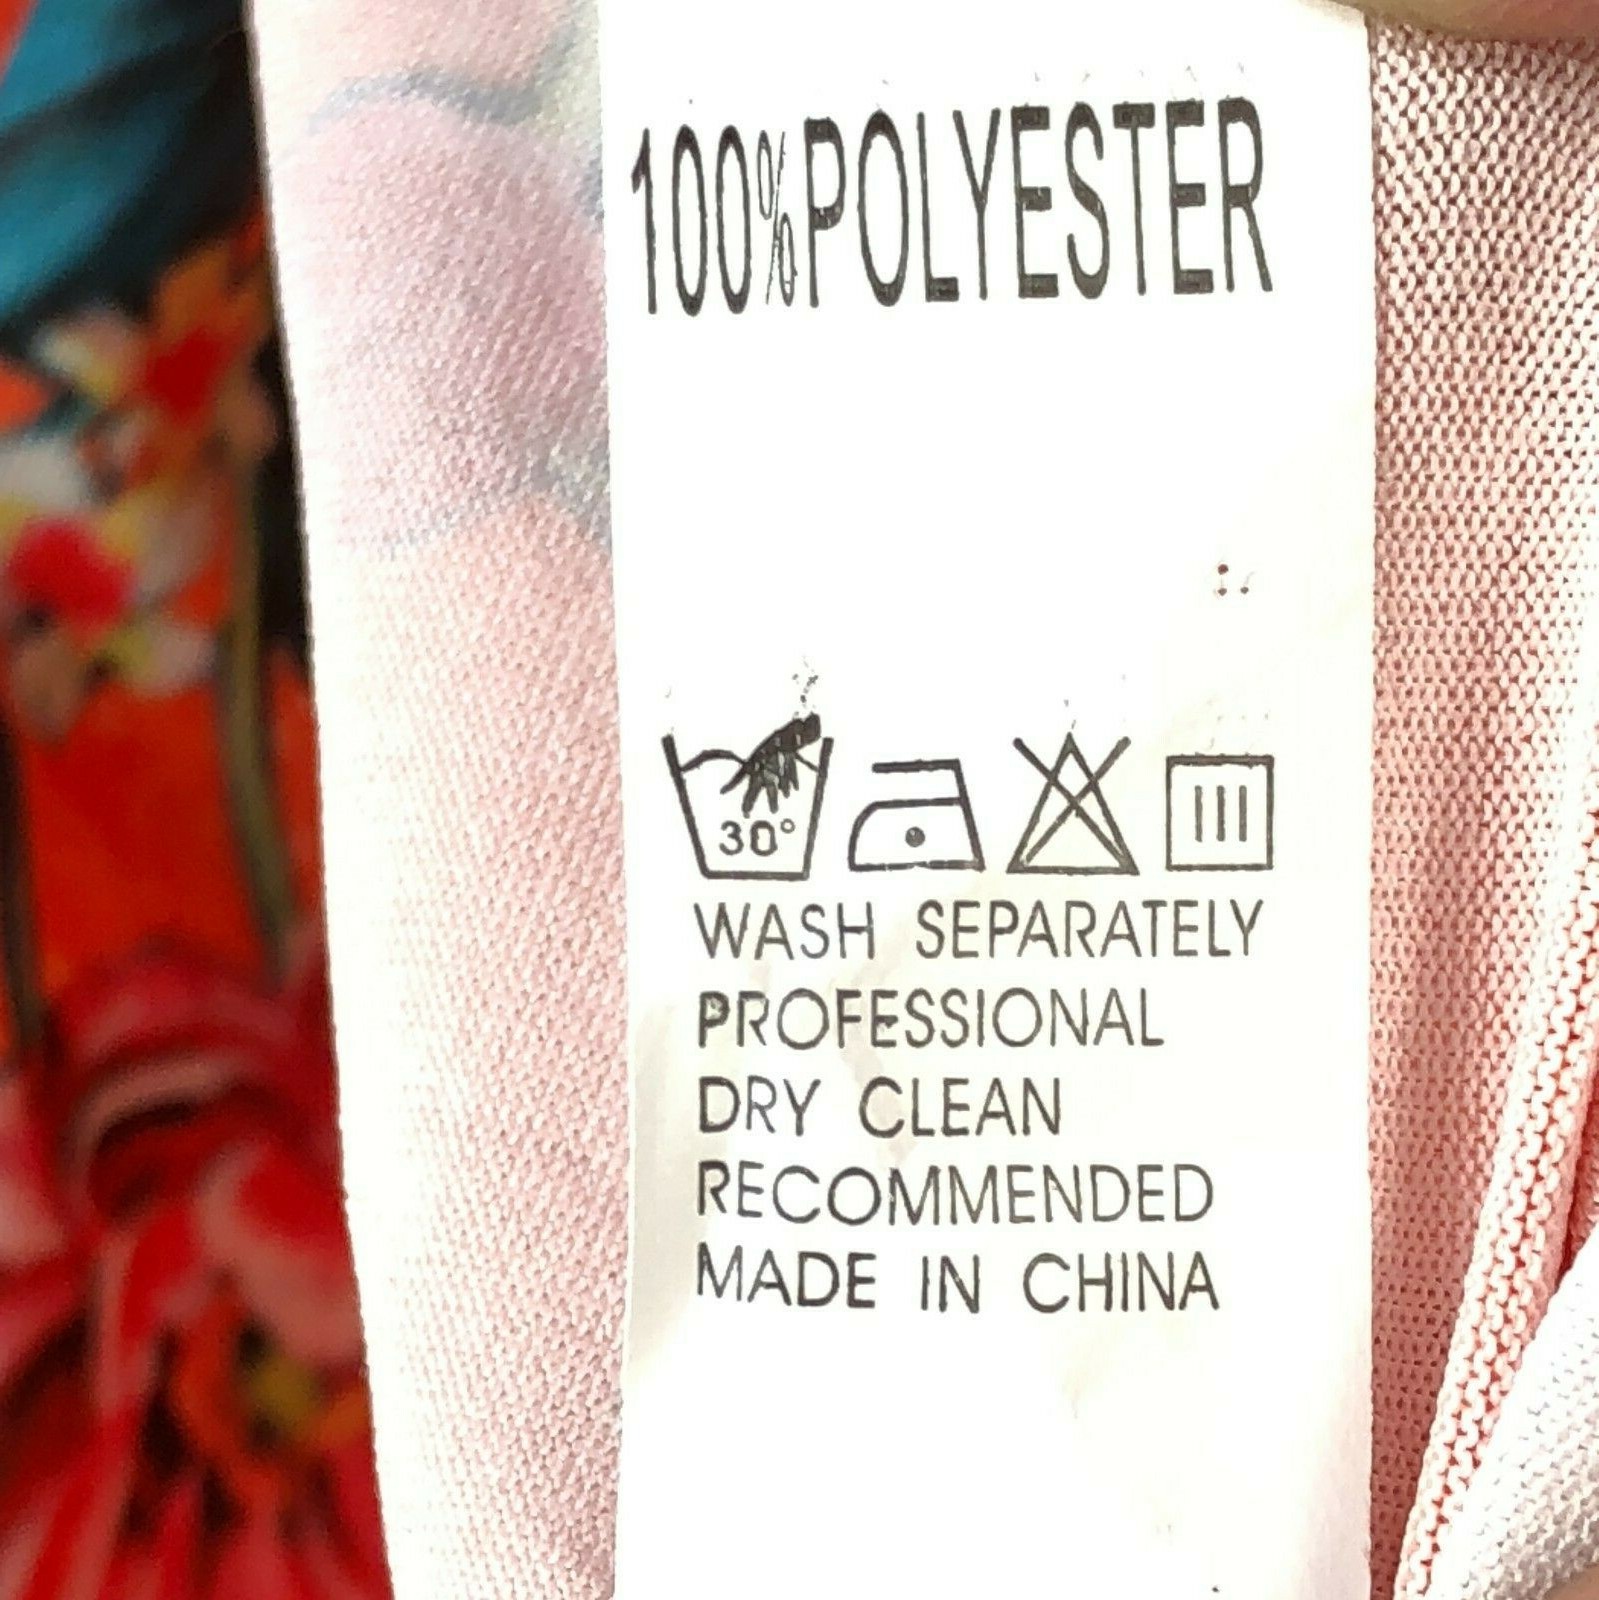 100%POLYESTER
30°
WASH SEPARATELY
PROFESSIONAL
DRY CLEAN
RECOMMENDED
MADE IN CHINA